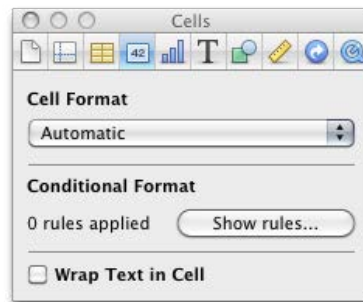 Cells
42 T
Cell Format
Automatic
Conditional Format
0 rules applied Show rules...
Wrap Text in Cell